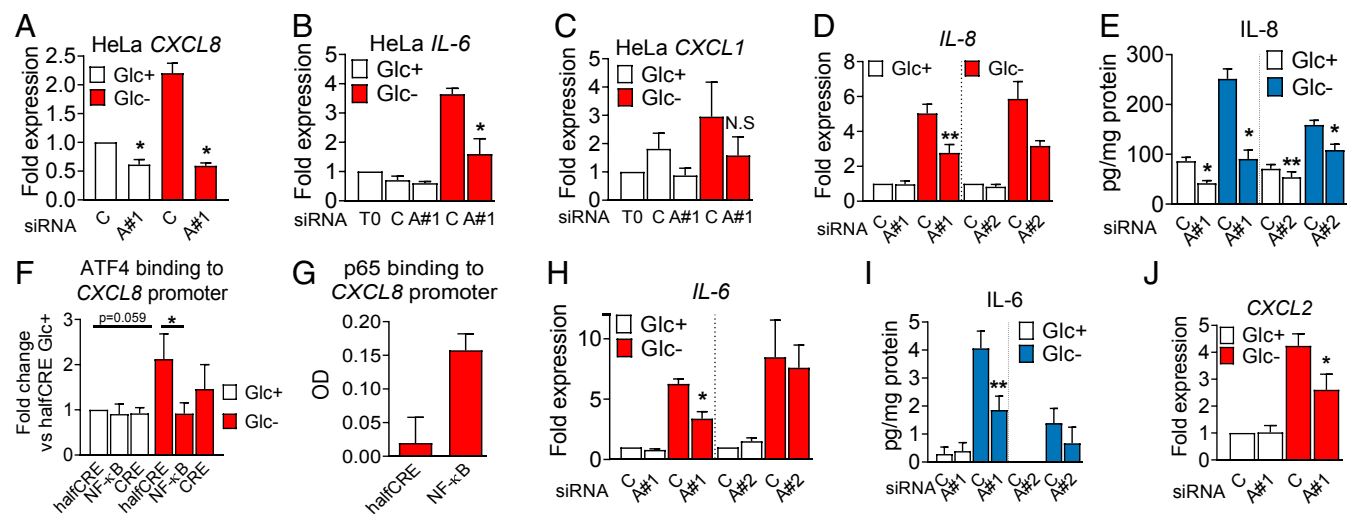 A
HeLa CXCL8
Fold expression
2.5
2.0
1.5
1.0
0.5
0.0
Glc+
Glc-
*
*
siRNA
C
A#1
C
A#1
B
HeLa IL-6
Fold expression
5
4
3
2
1
0
Glc+
Glc-
*
siRNA
T0
C
A#1
C
A#1
C
HeLa CXCL1
Fold expression
5
4
3
2
1
0
Glc+
Glc-
N.S
siRNA
T0
C
A#1
C
A#1
D
IL-8
Fold expression
8
6
4
2
0
Glc+
Glc-
**
siRNA
C
A#1
C
A#1
C
A#2
C
A#2
E
IL-8
pg/mg protein
300
200
100
0
Glc+
Glc-
*
*
**
*
siRNA
C
A#1
C
A#1
C
A#2
C
A#2
F
ATF4 binding to
CXCL8 promoter
Fold change
vs halfCRE Glc+
3
2
1
0
p=0.059
*
Glc+
Glc-
halfCRE
NF-κB
CRE
halfCRE
NF-κB
CRE
G
p65 binding to
CXCL8 promoter
OD
0.20
0.15
0.10
0.05
0.00
halfCRE
NF-κB
H
IL-6
Fold expression
10
5
0
Glc+
Glc-
*
siRNA
C
A#1
C
A#1
C
A#2
C
A#2
I
IL-6
pg/mg protein
6
5
4
3
2
1
0
Glc+
Glc-
**
siRNA
C
A#1
C
A#1
C
A#2
C
A#2
J
CXCL2
Fold expression
5
4
3
2
1
0
Glc+
Glc-
*
siRNA
C
A#1
C
A#1